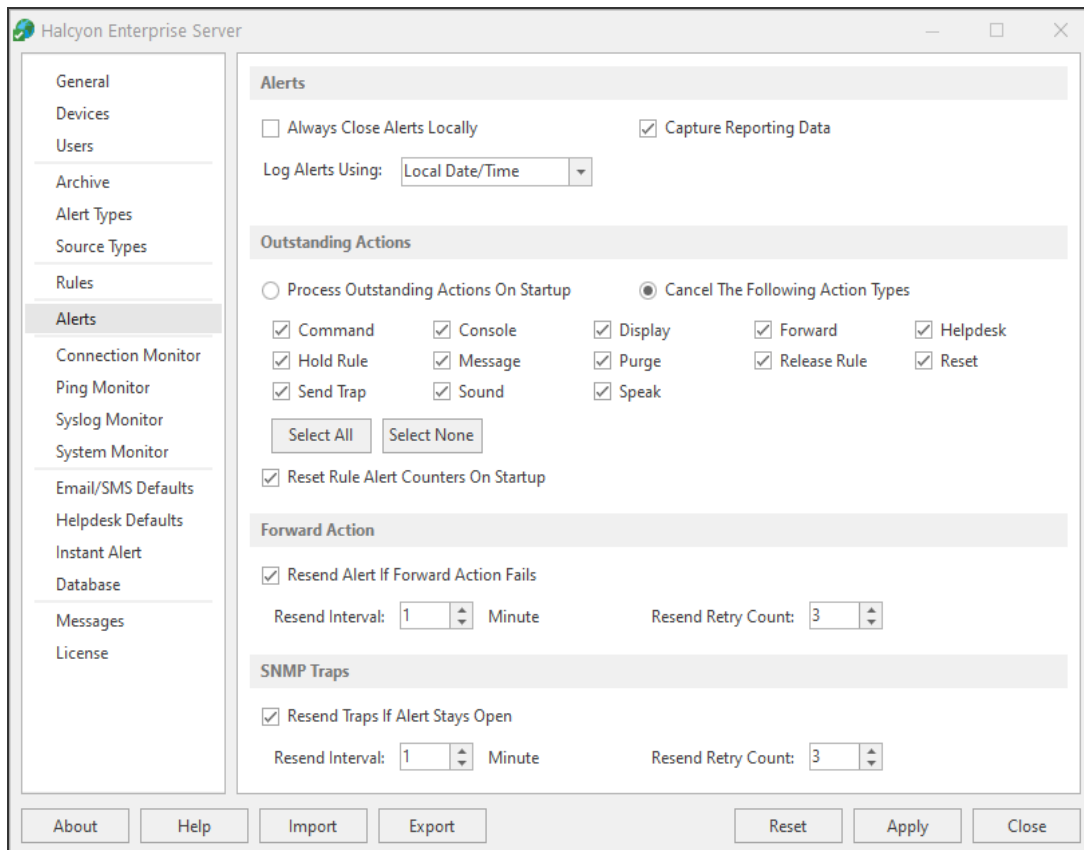 Halcyon Enterprise Server
General
Devices
Users
Archive
Alert Types
Source Types
Rules
Alerts
Connection Monitor
Ping Monitor
Syslog Monitor
System Monitor
Email/SMS Defaults
Helpdesk Defaults
Instant Alert
Database
Messages
License
Alerts
Always Close Alerts Locally Capture Reporting Data
Log Alerts Using: Local Date/Time
Outstanding Actions
Process Outstanding Actions On Startup Cancel The Following Action Types
Command Console Display Forward Helpdesk
Hold Rule Message Purge Release Rule Reset
Send Trap Sound Speak
Select All Select None
Reset Rule Alert Counters On Startup
Forward Action
Resend Alert If Forward Action Fails
Resend Interval: 1 Minute Resend Retry Count: 3
SNMP Traps
Resend Traps If Alert Stays Open
Resend Interval: 1 Minute Resend Retry Count: 3
About Help Import Export Reset Apply Close